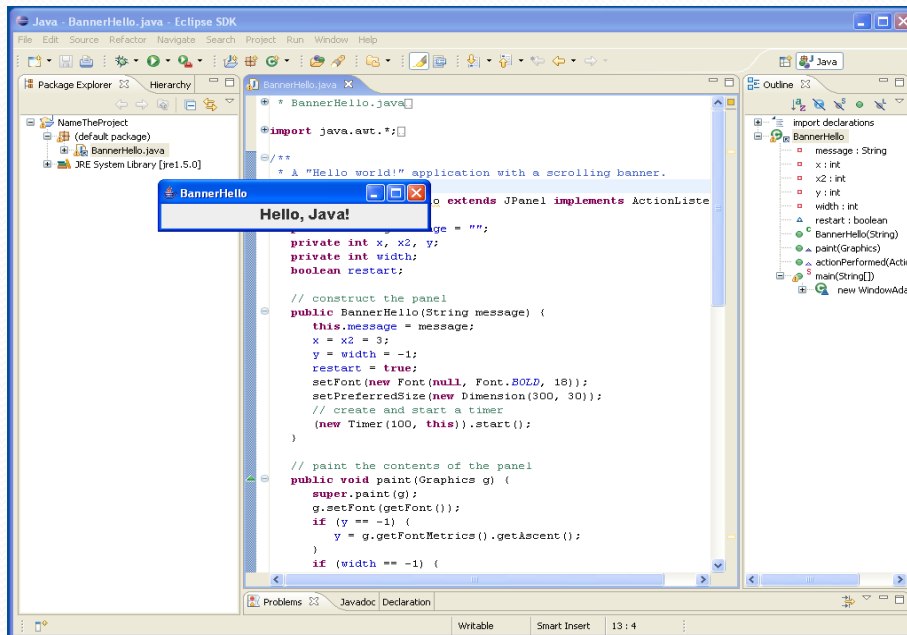 Java - BannerHello.java - Eclipse SDK
File Edit Source Refactor Navigate Search Project Run Window Help
Java
Package Explorer Hierarchy
NameTheProject
(default package)
BannerHello.java
JRE System Library [jre1.5.0]
BannerHello
Hello, Java!
BannerHello.java
* BannerHello.java
import java.awt.*;
/**
* A "Hello world!" application with a scrolling banner.
extends JPanel implements ActionListe
= "";
private int x, x2, y;
private int width;
boolean restart;
// construct the panel
public BannerHello(String message) {
this.message = message;
x = x2 = 3;
y = width = -1;
restart = true;
setFont(new Font(null, Font.BOLD, 18));
setPreferredSize(new Dimension(300, 30));
// create and start a timer
(new Timer(100, this)).start();
}
// paint the contents of the panel
public void paint(Graphics g) {
super.paint(g);
g.setFont(getFont());
if (y == -1) {
y = g.getFontMetrics().getAscent();
}
if (width == -1) {
Problems Javadoc Declaration
Outline
import declarations
BannerHello
message : String
x : int
x2 : int
y : int
width : int
restart : boolean
BannerHello(String)
paint(Graphics)
actionPerformed(Actio
main(String[])
new WindowAda
Writable Smart Insert 13 : 4